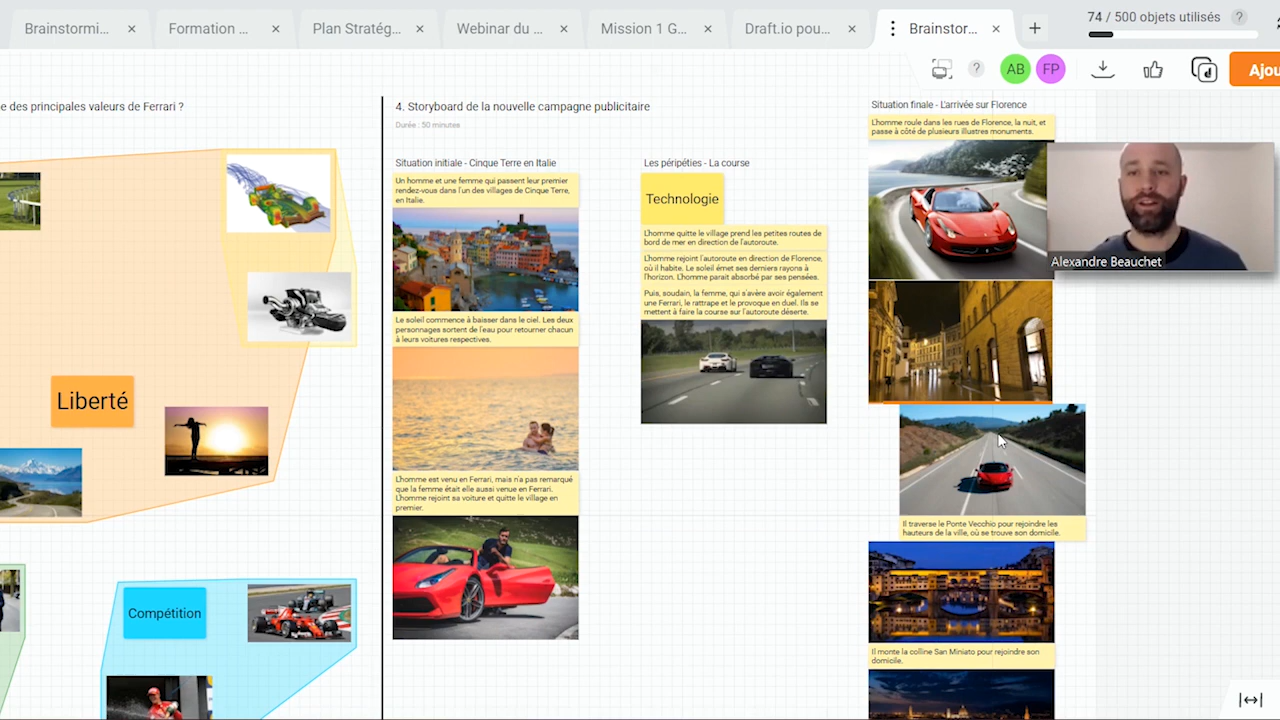 Brainstormi...
Formation ...
Plan Stratég...
Webinar du ...
Mission 1 G...
Draft.io pou...
Brainstor...
74 / 500 objets utilisés
?
?
AB
FP
d
Ajou
e des principales valeurs de Ferrari ?
Liberté
Compétition
4. Storyboard de la nouvelle campagne publicitaire
Durée : 50 minutes
Situation initiale - Cinque Terre en Italie
Un homme et une femme qui passent leur premier
rendez-vous dans l'un des villages de Cinque Terre,
en Italie.
Le soleil commence à baisser dans le ciel. Les deux
personnages sortent de l'eau pour retourner chacun
à leurs voitures respectives.
L'homme est venu en Ferrari, mais n'a pas remarqué
que la femme était elle aussi venue en Ferrari.
L'homme rejoint sa voiture et quitte le village en
premier.
Les péripéties - La course
Technologie
L'homme quitte le village prend les petites routes de
bord de mer en direction de l'autoroute.
L'homme rejoint l'autoroute en direction de Florence,
où il habite. Le soleil émet ses derniers rayons à
l'horizon. L'homme parait absorbé par ses pensées.
Puis, soudain, la femme, qui s'avère avoir également
une Ferrari, le rattrape et le provoque en duel. Ils se
mettent à faire la course sur l'autoroute déserte.
Situation finale - L'arrivée sur Florence
L'homme roule dans les rues de Florence, la nuit, et
passe à côté de plusieurs illustres monuments.
Alexandre Beauchet
Il traverse le Ponte Vecchio pour rejoindre les
hauteurs de la ville, où se trouve son domicile.
Il monte la colline San Miniato pour rejoindre son
domicile.